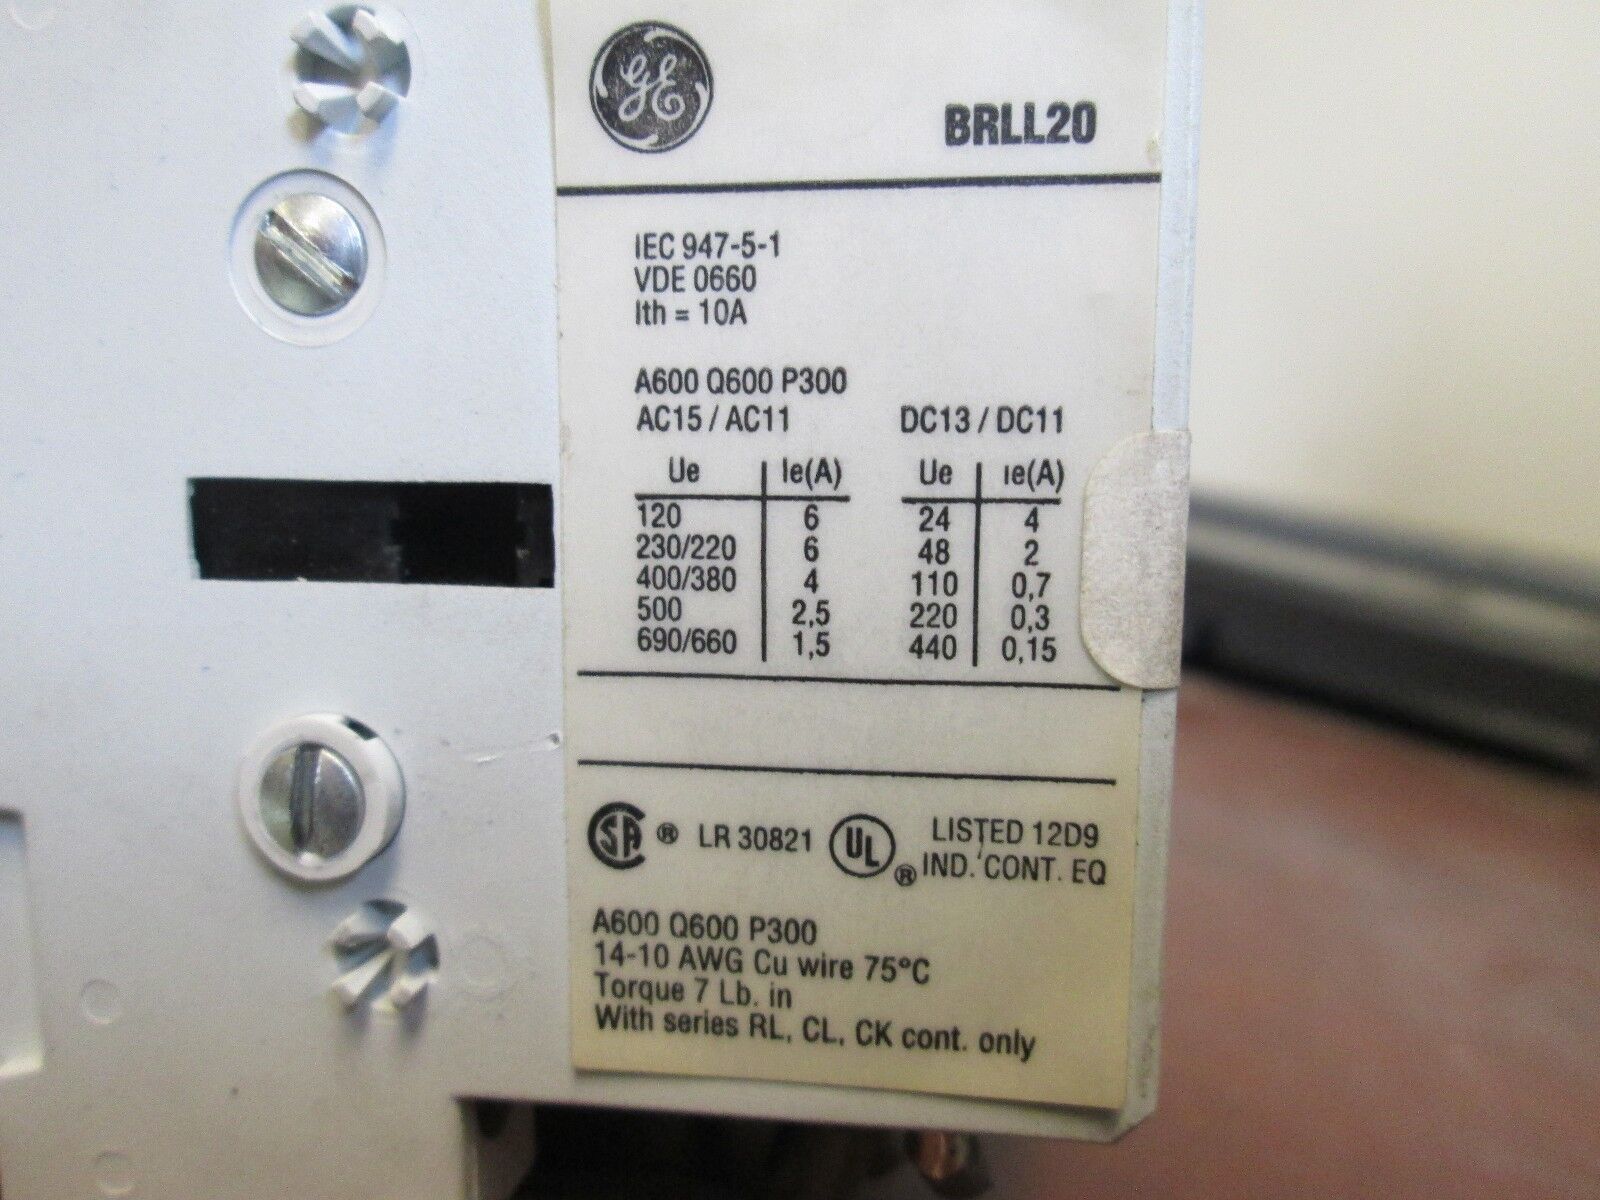 GE
BRLL20
IEC 947-5-1
VDE 0660
Ith = 10A
A600 Q600 P300
AC15 / AC11 DC13 / DC11
Ue Ie(A) Ue Ie(A)
120 6 24 4
230/220 6 48 2
400/380 4 110 0,7
500 2,5 220 0,3
690/660 1,5 440 0,15
SA ® LR 30821 UL ® LISTED 12D9
IND. CONT. EQ
A600 Q600 P300
14-10 AWG Cu wire 75°C
Torque 7 Lb. in
With series RL, CL, CK cont. only